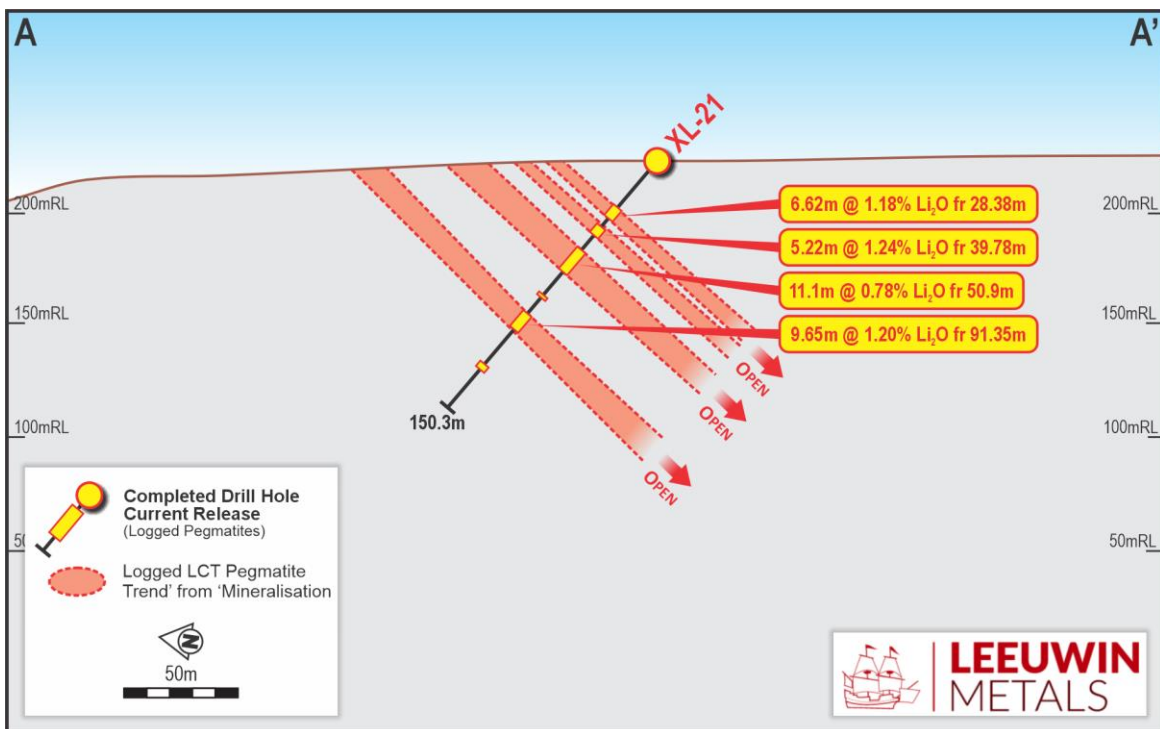 A
A'
XL-21
200mRL
200mRL
6.62m @ 1.18% Li₂O fr 28.38m
5.22m @ 1.24% Li₂O fr 39.78m
11.1m @ 0.78% Li₂O fr 50.9m
9.65m @ 1.20% Li₂O fr 91.35m
150mRL
150mRL
OPEN
OPEN
OPEN
150.3m
100mRL
100mRL
50mRL
Completed Drill Hole
Current Release
(Logged Pegmatites)
Logged LCT Pegmatite
Trend' from 'Mineralisation
N
50m
LEEUWIN
METALS